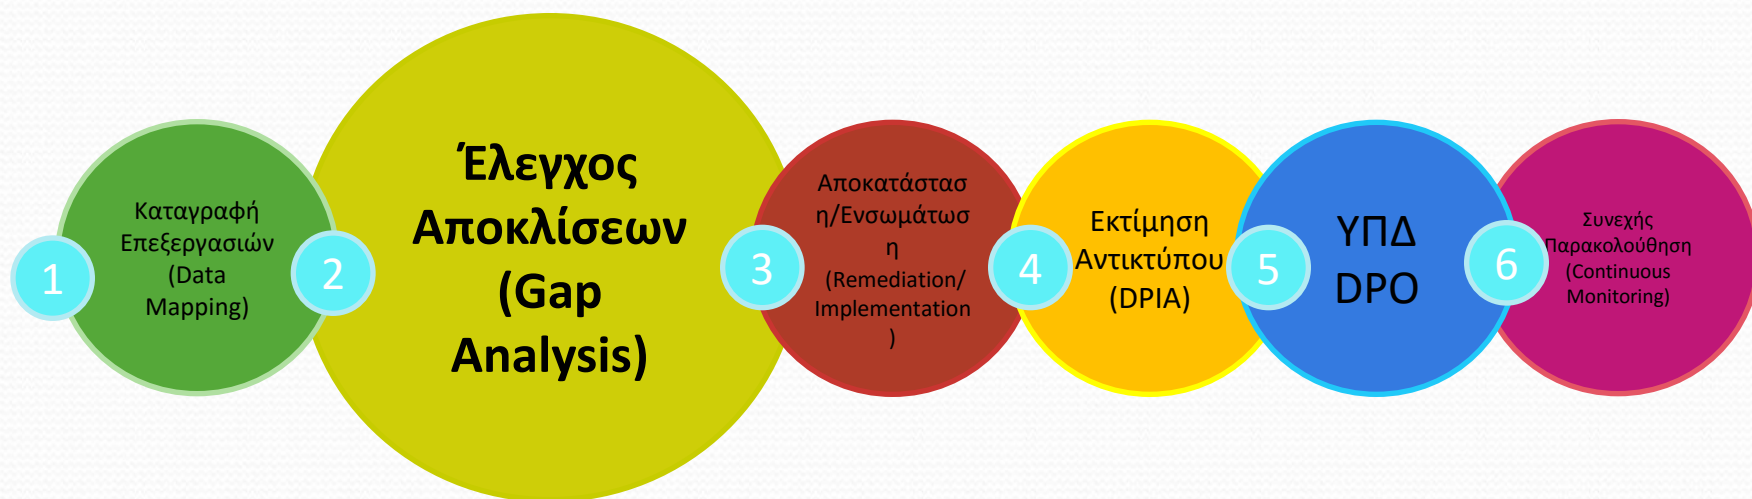 1
Καταγραφή
Επεξεργασιών
(Data
Mapping)
2
Έλεγχος
Αποκλίσεων
(Gap
Analysis)
3
Αποκατάστασ
η/Ενσωμάτωσ
η
(Remediation/
Implementation
)
4
Εκτίμηση
Αντικτύπου
(DPIA)
5
ΥΠΔ
DPO
6
Συνεχής
Παρακολούθηση
(Continuous
Monitoring)